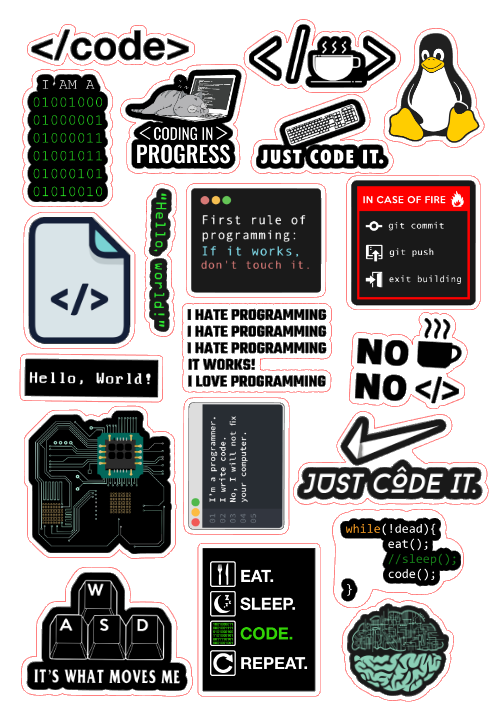 </code>
</>
I AM A
01001000
01000001
01000011
01001011
01000101
01010010
<CODING IN>
PROGRESS
JUST CODE IT.
"Hello, world!"
First rule of
programming:
If it works,
don't touch it.
IN CASE OF FIRE
git commit
git push
exit building
</>
I HATE PROGRAMMING
I HATE PROGRAMMING
I HATE PROGRAMMING
IT WORKS!
I LOVE PROGRAMMING
NO
NO </>
Hello, World!
01 I'm a programmer.
02 I write code.
03 No, I will not fix
04 your computer.
05
JUST CÔDE IT.
while(!dead){
eat();
//sleep();
code();
}
W
A S D
IT'S WHAT MOVES ME
EAT.
SLEEP.
CODE.
REPEAT.